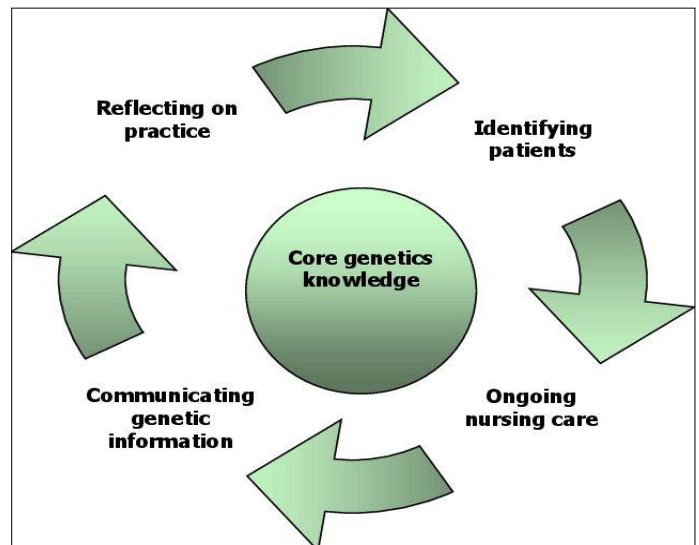 Reflecting on
practice
Identifying
patients
Core genetics
knowledge
Communicating
genetic
information
Ongoing
nursing care